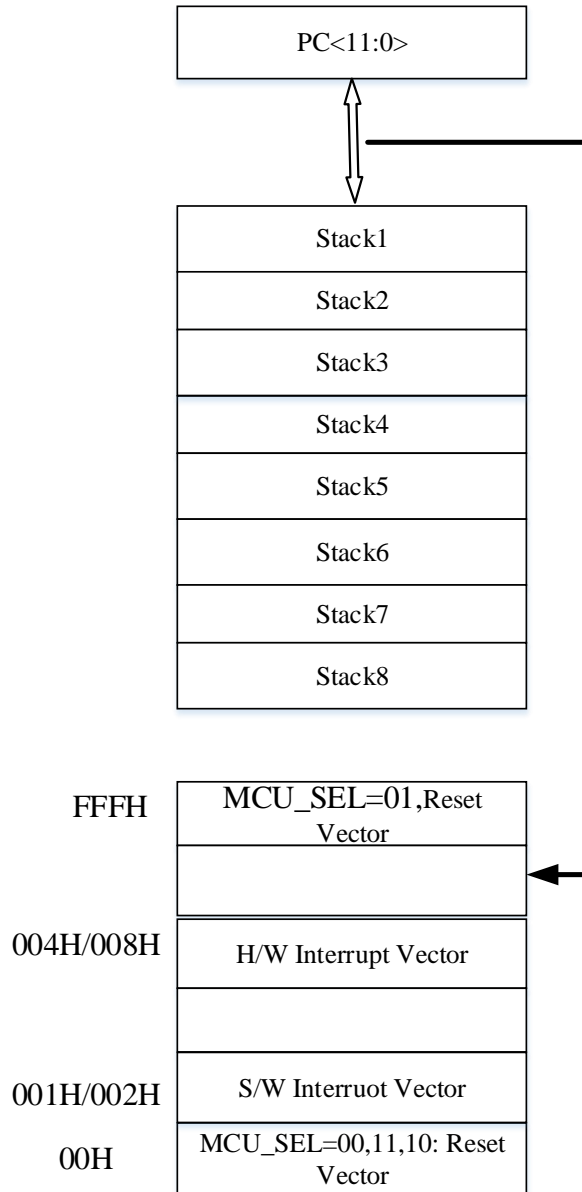 PC<11:0>
Stack1
Stack2
Stack3
Stack4
Stack5
Stack6
Stack7
Stack8
FFFH
MCU_SEL=01,Reset
Vector
004H/008H
H/W Interrupt Vector
001H/002H
S/W Interruot Vector
00H
MCU_SEL=00,11,10: Reset
Vector